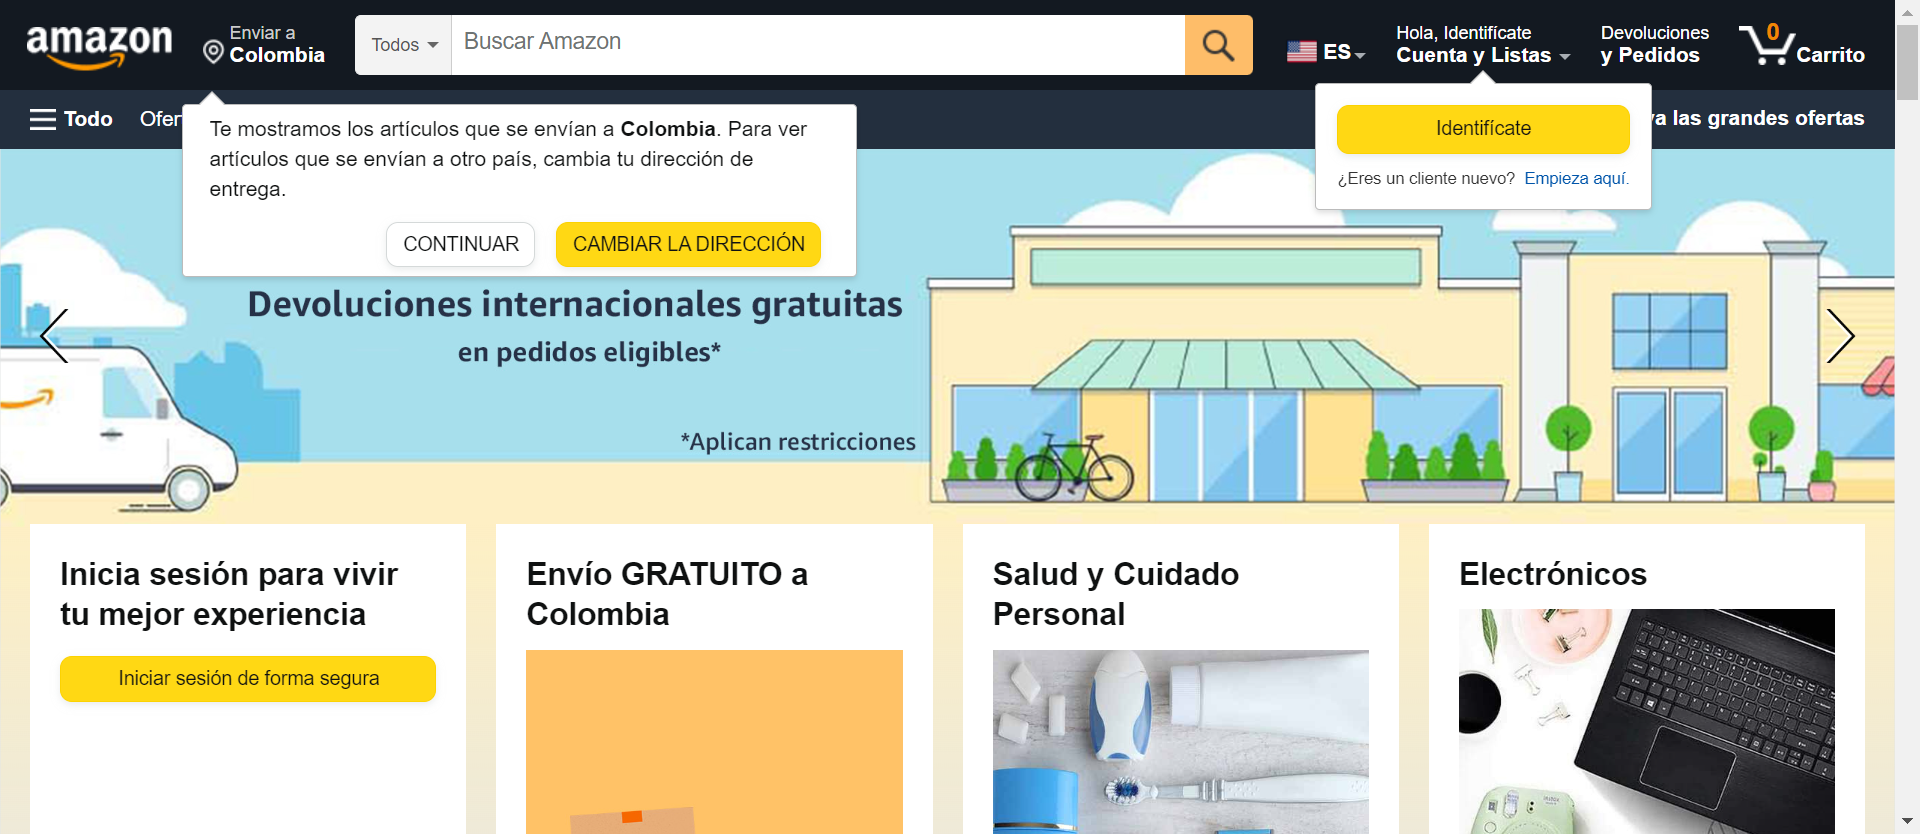 amazon
Enviar a
Colombia
Todos
Buscar Amazon
ES
Hola, Identifícate
Cuenta y Listas
Devoluciones
y Pedidos
0
Carrito
Todo
Ofer
va las grandes ofertas
Te mostramos los artículos que se envían a Colombia. Para ver
artículos que se envían a otro país, cambia tu dirección de
entrega.
CONTINUAR
CAMBIAR LA DIRECCIÓN
Identifícate
¿Eres un cliente nuevo? Empieza aquí.
Devoluciones internacionales gratuitas
en pedidos eligibles*
*Aplican restricciones
Inicia sesión para vivir
tu mejor experiencia
Iniciar sesión de forma segura
Envío GRATUITO a
Colombia
Salud y Cuidado
Personal
Electrónicos